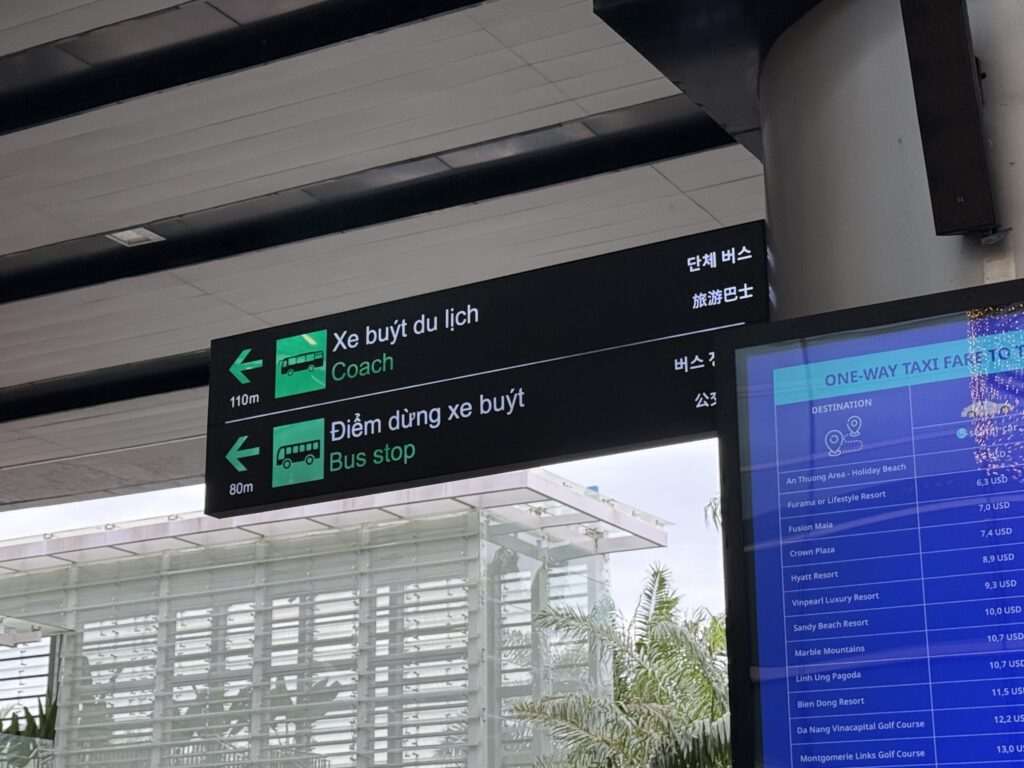 Xe buýt du lịch
Coach
110m
단체 버스
旅游巴士
Điểm dừng xe buýt
Bus stop
80m
버스
ONE-WAY TAXI FARE TO
DESTINATION
An Thuong Area - Holiday Beach
Furama or Lifestyle Resort
6,3 USD
Fusion Maia
7,0 USD
Crown Plaza
7,4 USD
Hyatt Resort
8,9 USD
Vinpearl Luxury Resort
9,3 USD
Sandy Beach Resort
10,0 USD
Marble Mountains
10,7 USD
Linh Ung Pagoda
10,7 USD
Bien Dong Resort
11,5 USD
Da Nang Vinacapital Golf Course
12,2
Montgomerie Links Golf Course
13,0